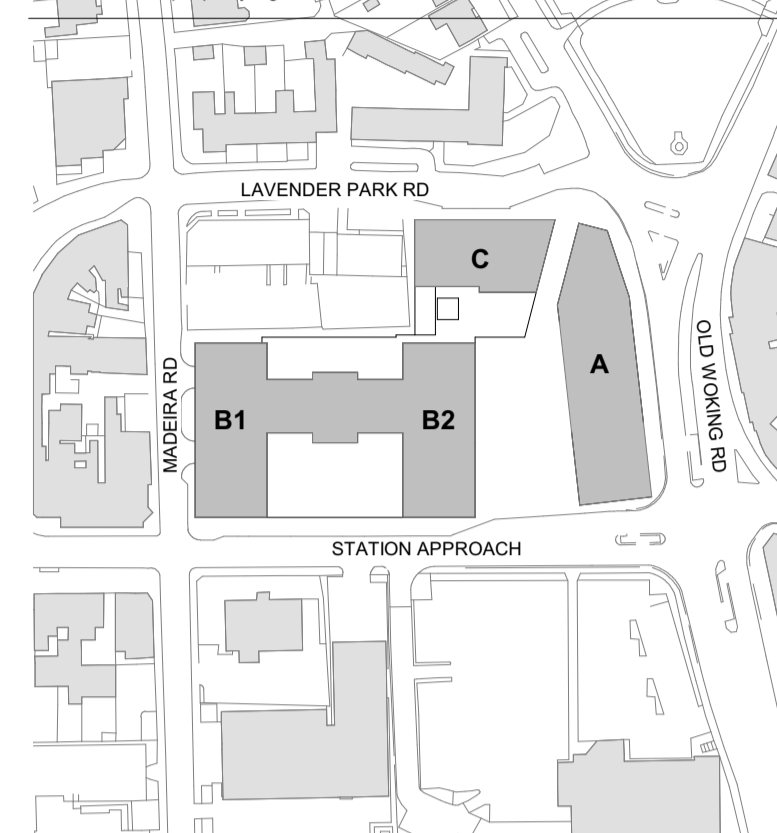 LAVENDER PARK RD
C
A
OLD WOKING RD
MADEIRA RD
B1
B2
STATION APPROACH